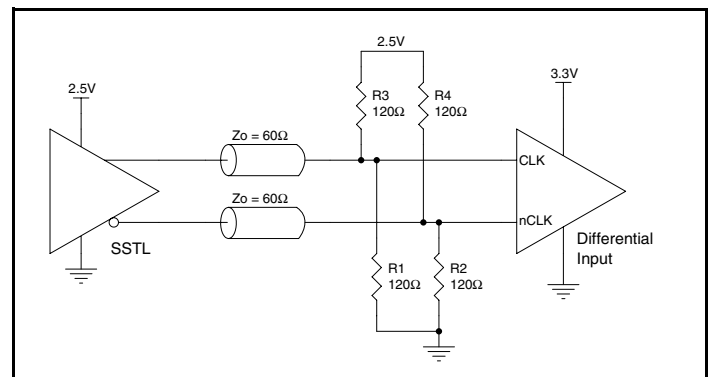 2.5V
3.3V
2.5V
R3
120Ω
R4
120Ω
Zo = 60Ω
CLK
Zo = 60Ω
nCLK
SSTL
Differential
Input
R1
120Ω
R2
120Ω